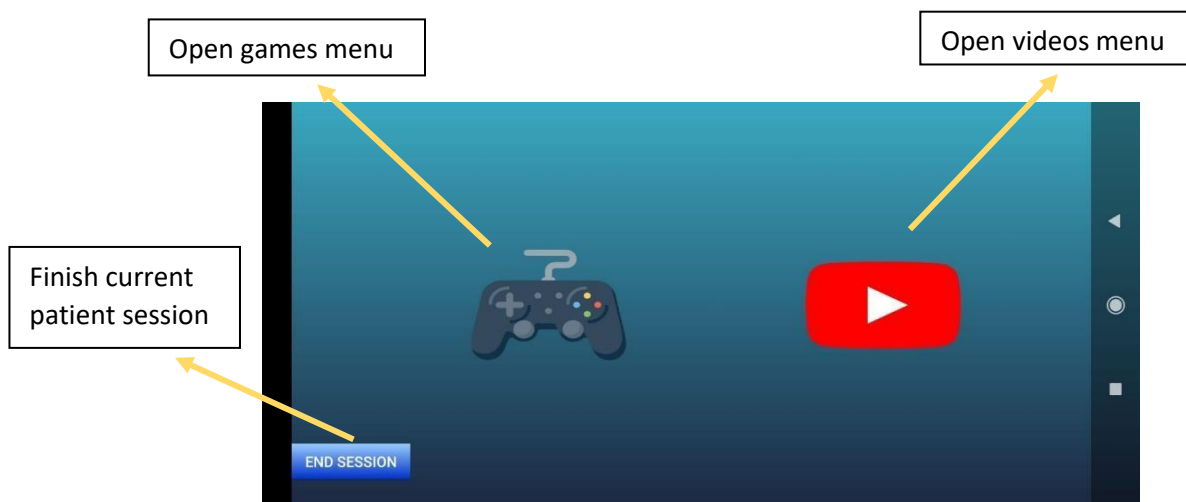 Open games menu
Open videos menu
Finish current
patient session
END SESSION